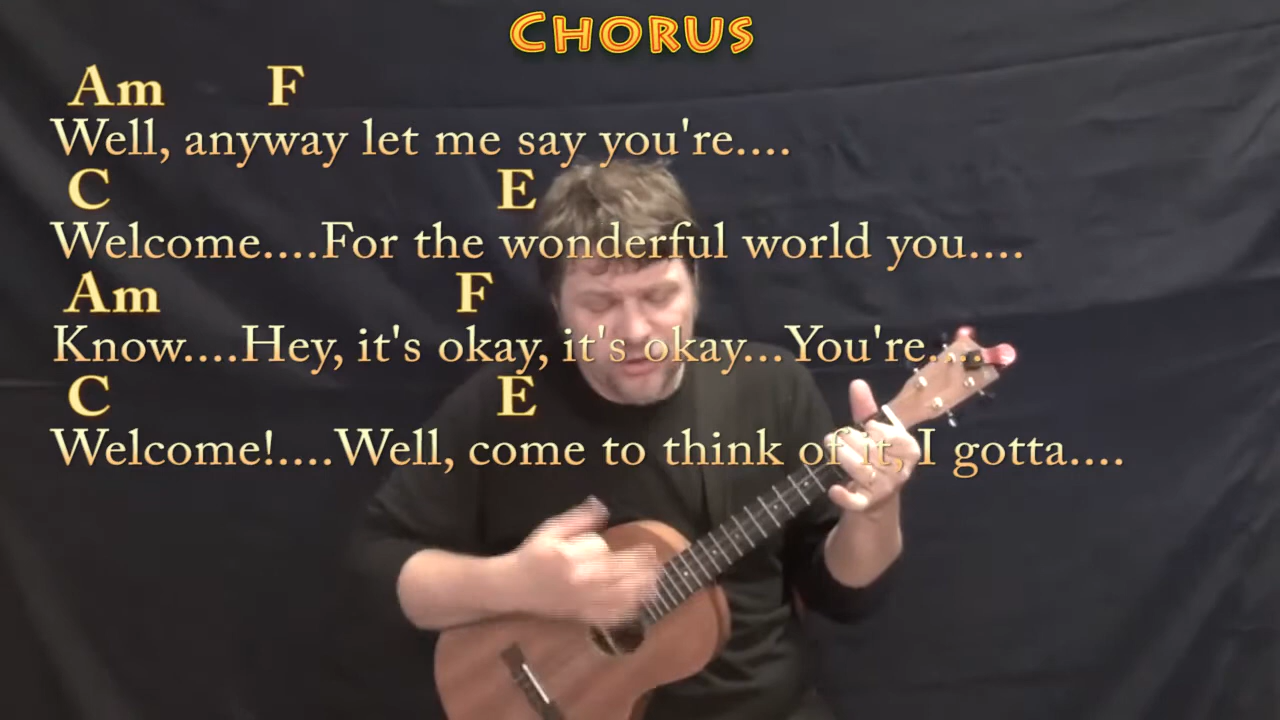 CHORUS
Am F
Well, anyway let me say you're....
C E
Welcome....For the wonderful world you....
Am F
Know....Hey, it's okay, it's okay...You're....
C E
Welcome!....Well, come to think of it, I gotta....